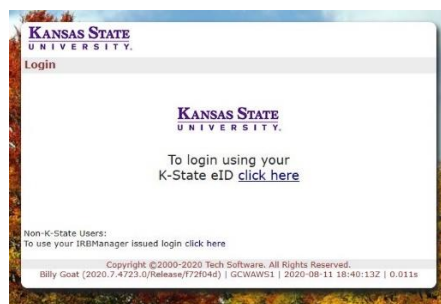 KANSAS STATE
UNIVERSITY.
Login
KANSAS STATE
UNIVERSITY.
To login using your
K-State eID click here
Non-K-State Users:
To use your IRBManager issued login click here
Copyright ©2000-2020 Tech Software. All Rights Reserved.
Billy Goat (2020.7.4723.0/Release/f72f04d) | GCWAWS1 | 2020-08-11 18:40:13Z | 0.011s